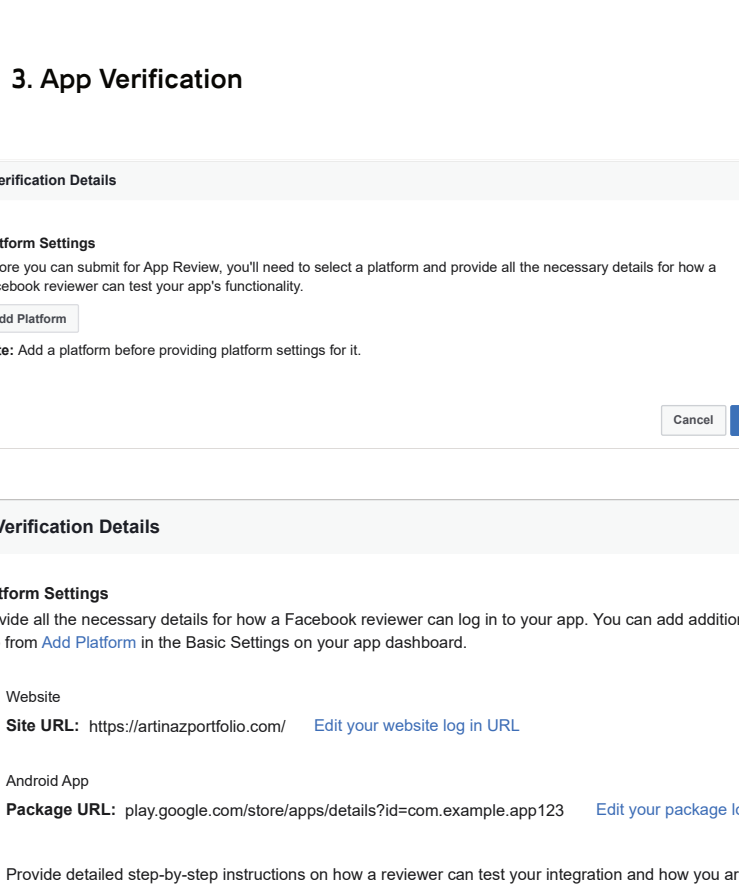 3. App Verification
erification Details
tform Settings
ore you can submit for App Review, you'll need to select a platform and provide all the necessary details for how a
cebook reviewer can test your app's functionality.
dd Platform
te: Add a platform before providing platform settings for it.
Cancel
Verification Details
tform Settings
vide all the necessary details for how a Facebook reviewer can log in to your app. You can add addition
from Add Platform in the Basic Settings on your app dashboard.
Website
Site URL: https://artinazportfolio.com/ Edit your website log in URL
Android App
Package URL: play.google.com/store/apps/details?id=com.example.app123 Edit your package lo
Provide detailed step-by-step instructions on how a reviewer can test your integration and how you ar